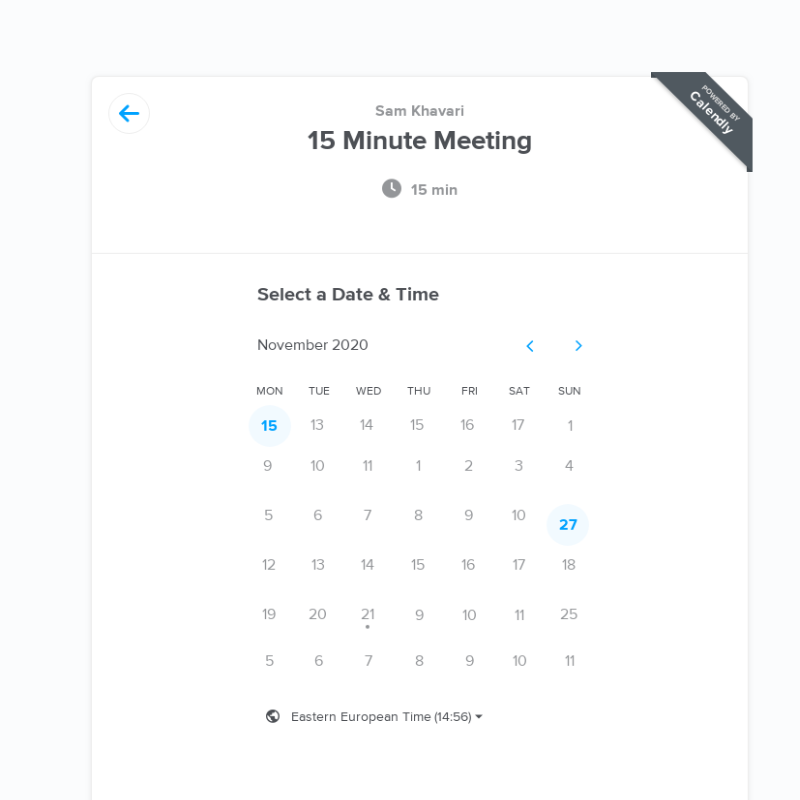 POWERED BY
Calendly
Sam Khavari
15 Minute Meeting
15 min
Select a Date & Time
November 2020
MON TUE WED THU FRI SAT SUN
15 13 14 15 16 17 1
9 10 11 1 2 3 4
5 6 7 8 9 10 27
12 13 14 15 16 17 18
19 20 21 9 10 11 25
5 6 7 8 9 10 11
Eastern European Time (14:56)